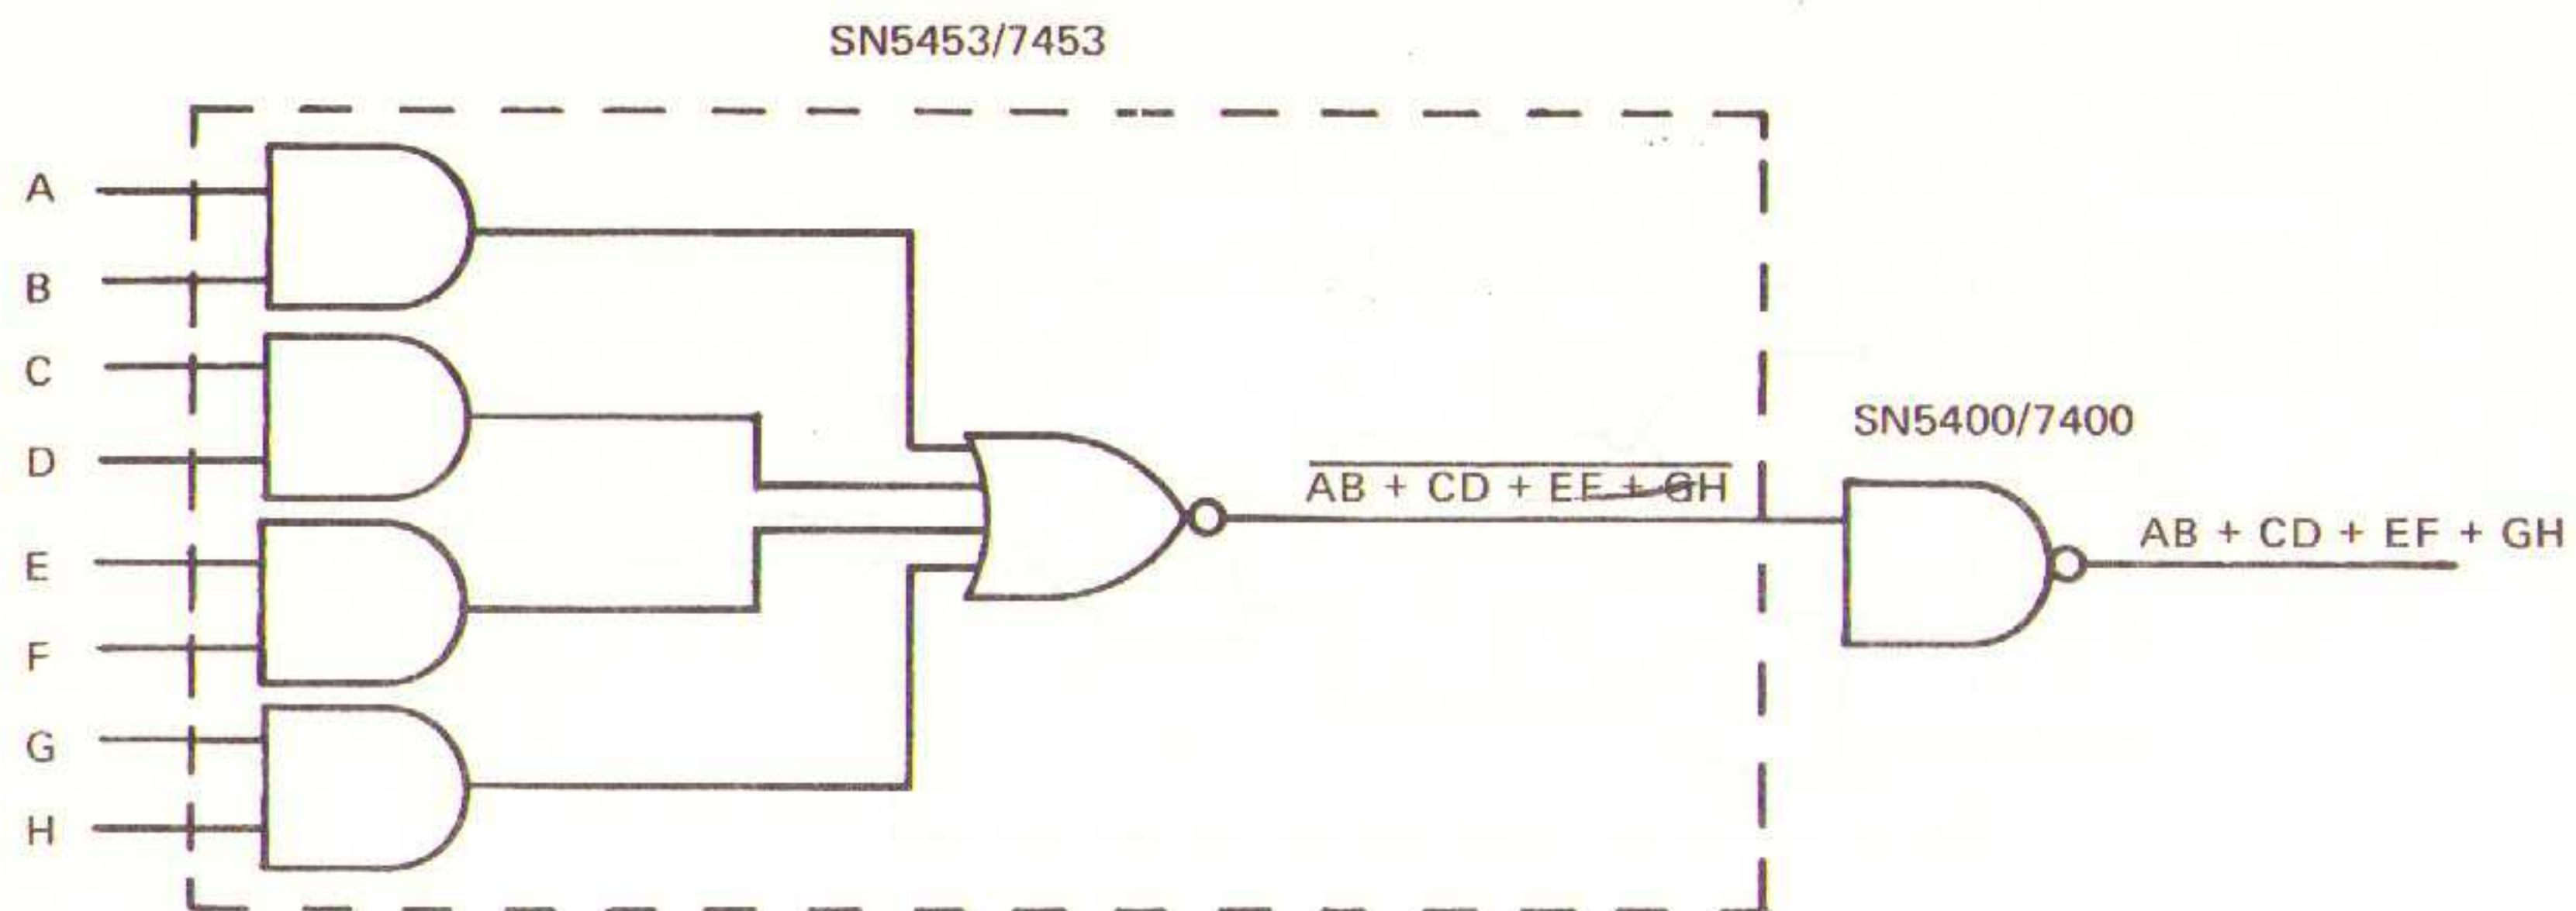 SN5453/7453
A
B
C
D
E
F
G
H
AB + CD + EF + GH
SN5400/7400
AB + CD + EF + GH